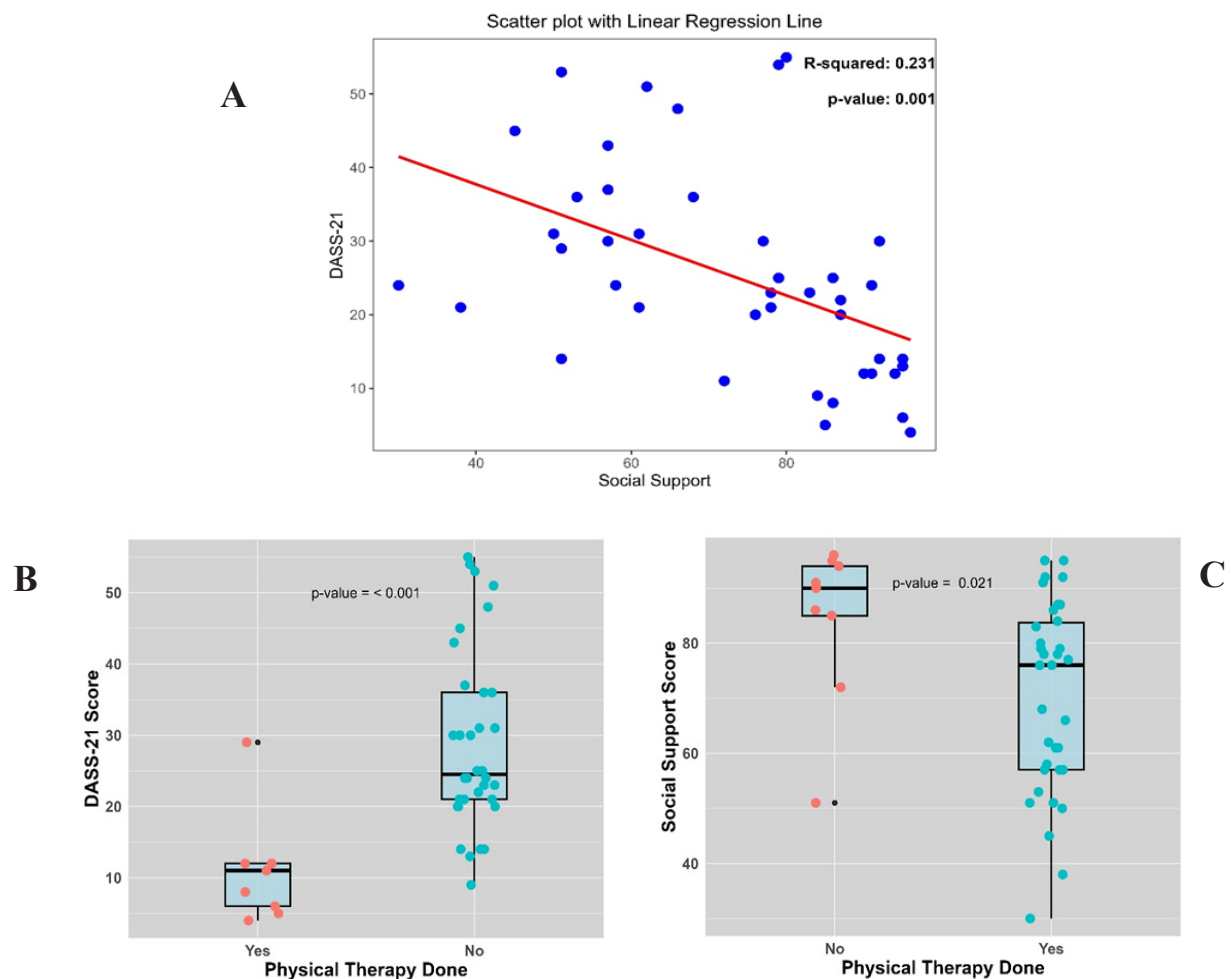 Scatter plot with Linear Regression Line
A
R-squared: 0.231
p-value: 0.001
50
40
30
20
10
DASS-21
40
60
80
Social Support
B
p-value = < 0.001
50
40
30
20
10
DASS-21 Score
Yes
No
Physical Therapy Done
C
p-value = 0.021
80
60
40
Social Support Score
No
Yes
Physical Therapy Done